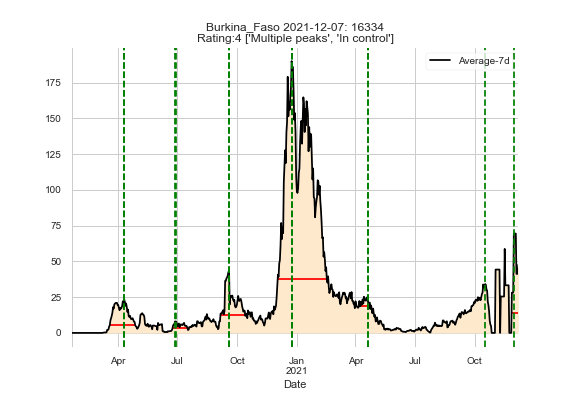 Burkina_Faso 2021-12-07: 16334
Rating:4 ['Multiple peaks', 'In control']
Average-7d
175
150
125
100
75
50
25
0
Apr Jul Oct Jan Apr Jul Oct
2021
Date